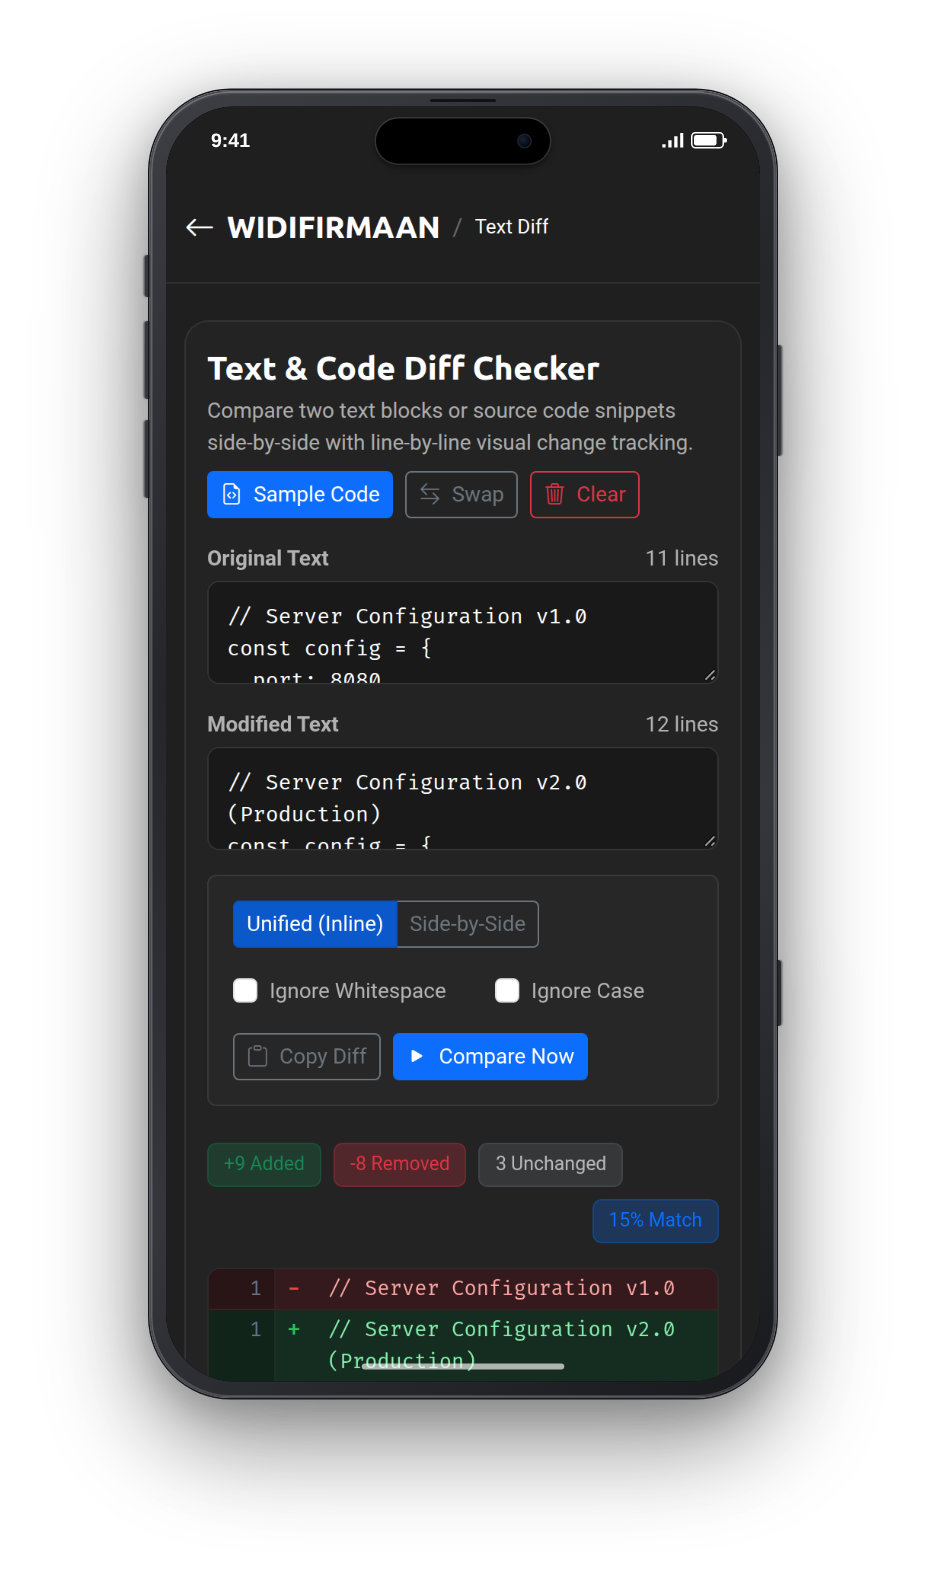 9:41
WIDIFIRMAAN / Text Diff
Text & Code Diff Checker
Compare two text blocks or source code snippets
side-by-side with line-by-line visual change tracking.
Sample Code Swap Clear
Original Text 11 lines
// Server Configuration v1.0
const config = {
port: 8080
Modified Text 12 lines
// Server Configuration v2.0
(Production)
const config = {
Unified (Inline) Side-by-Side
Ignore Whitespace Ignore Case
Copy Diff Compare Now
+9 Added -8 Removed 3 Unchanged
15% Match
1 - // Server Configuration v1.0
1 + // Server Configuration v2.0
(Production)